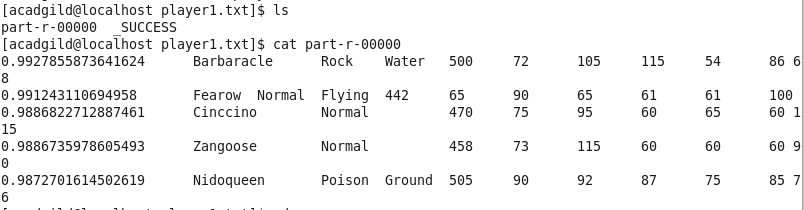 [acadgild@localhost player1.txt]$ ls
part-r-00000  _SUCCESS
[acadgild@localhost player1.txt]$ cat part-r-00000
0.9927855873641624      Barbaracle      Rock    Water   500     72      105     115     54      86 6
8
0.991243110694958       Fearow  Normal  Flying  442     65      90      65      61      61      100
0.9886822712887461      Cinccino        Normal          470     75      95      60      65      60 1
15
0.9886735978605493      Zangoose        Normal          458     73      115     60      60      60 9
0
0.9872701614502619      Nidoqueen       Poison  Ground  505     90      92      87      75      85 7
6